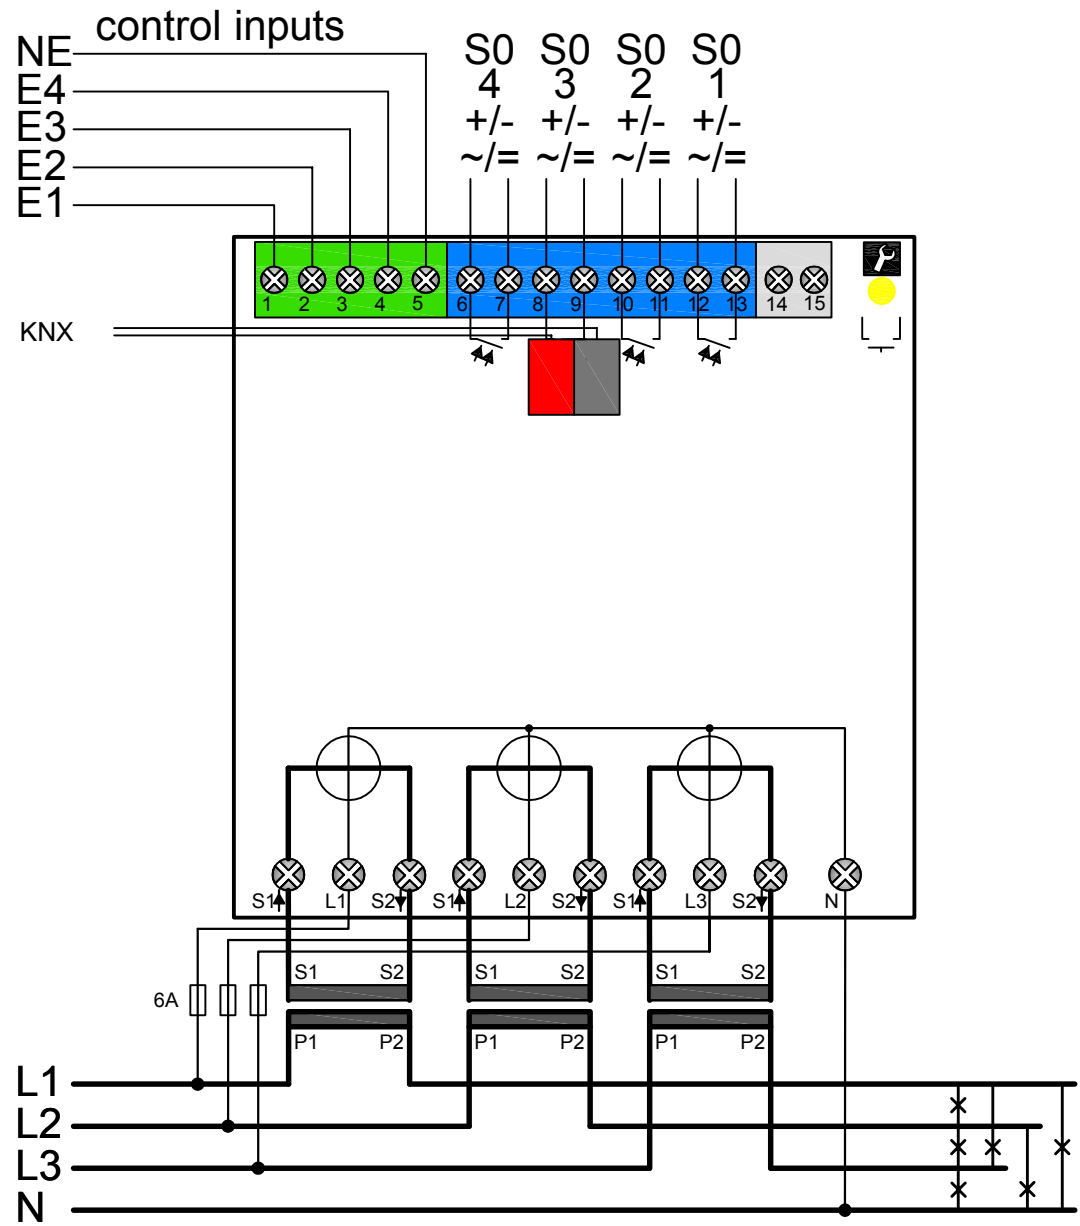 control inputs
NE
E4
E3
E2
E1
S0 S0 S0 S0
4 3 2 1
+/- +/- +/- +/-
~/= ~/= ~/= ~/=
1 2 3 4 5 6 7 8 9 10 11 12 13 14 15
KNX
S1 L1 S2 S1 L2 S2 S1 L3 S2 N
S1 S2 S1 S2 S1 S2
6A
P1 P2 P1 P2 P1 P2
L1
L2
L3
N